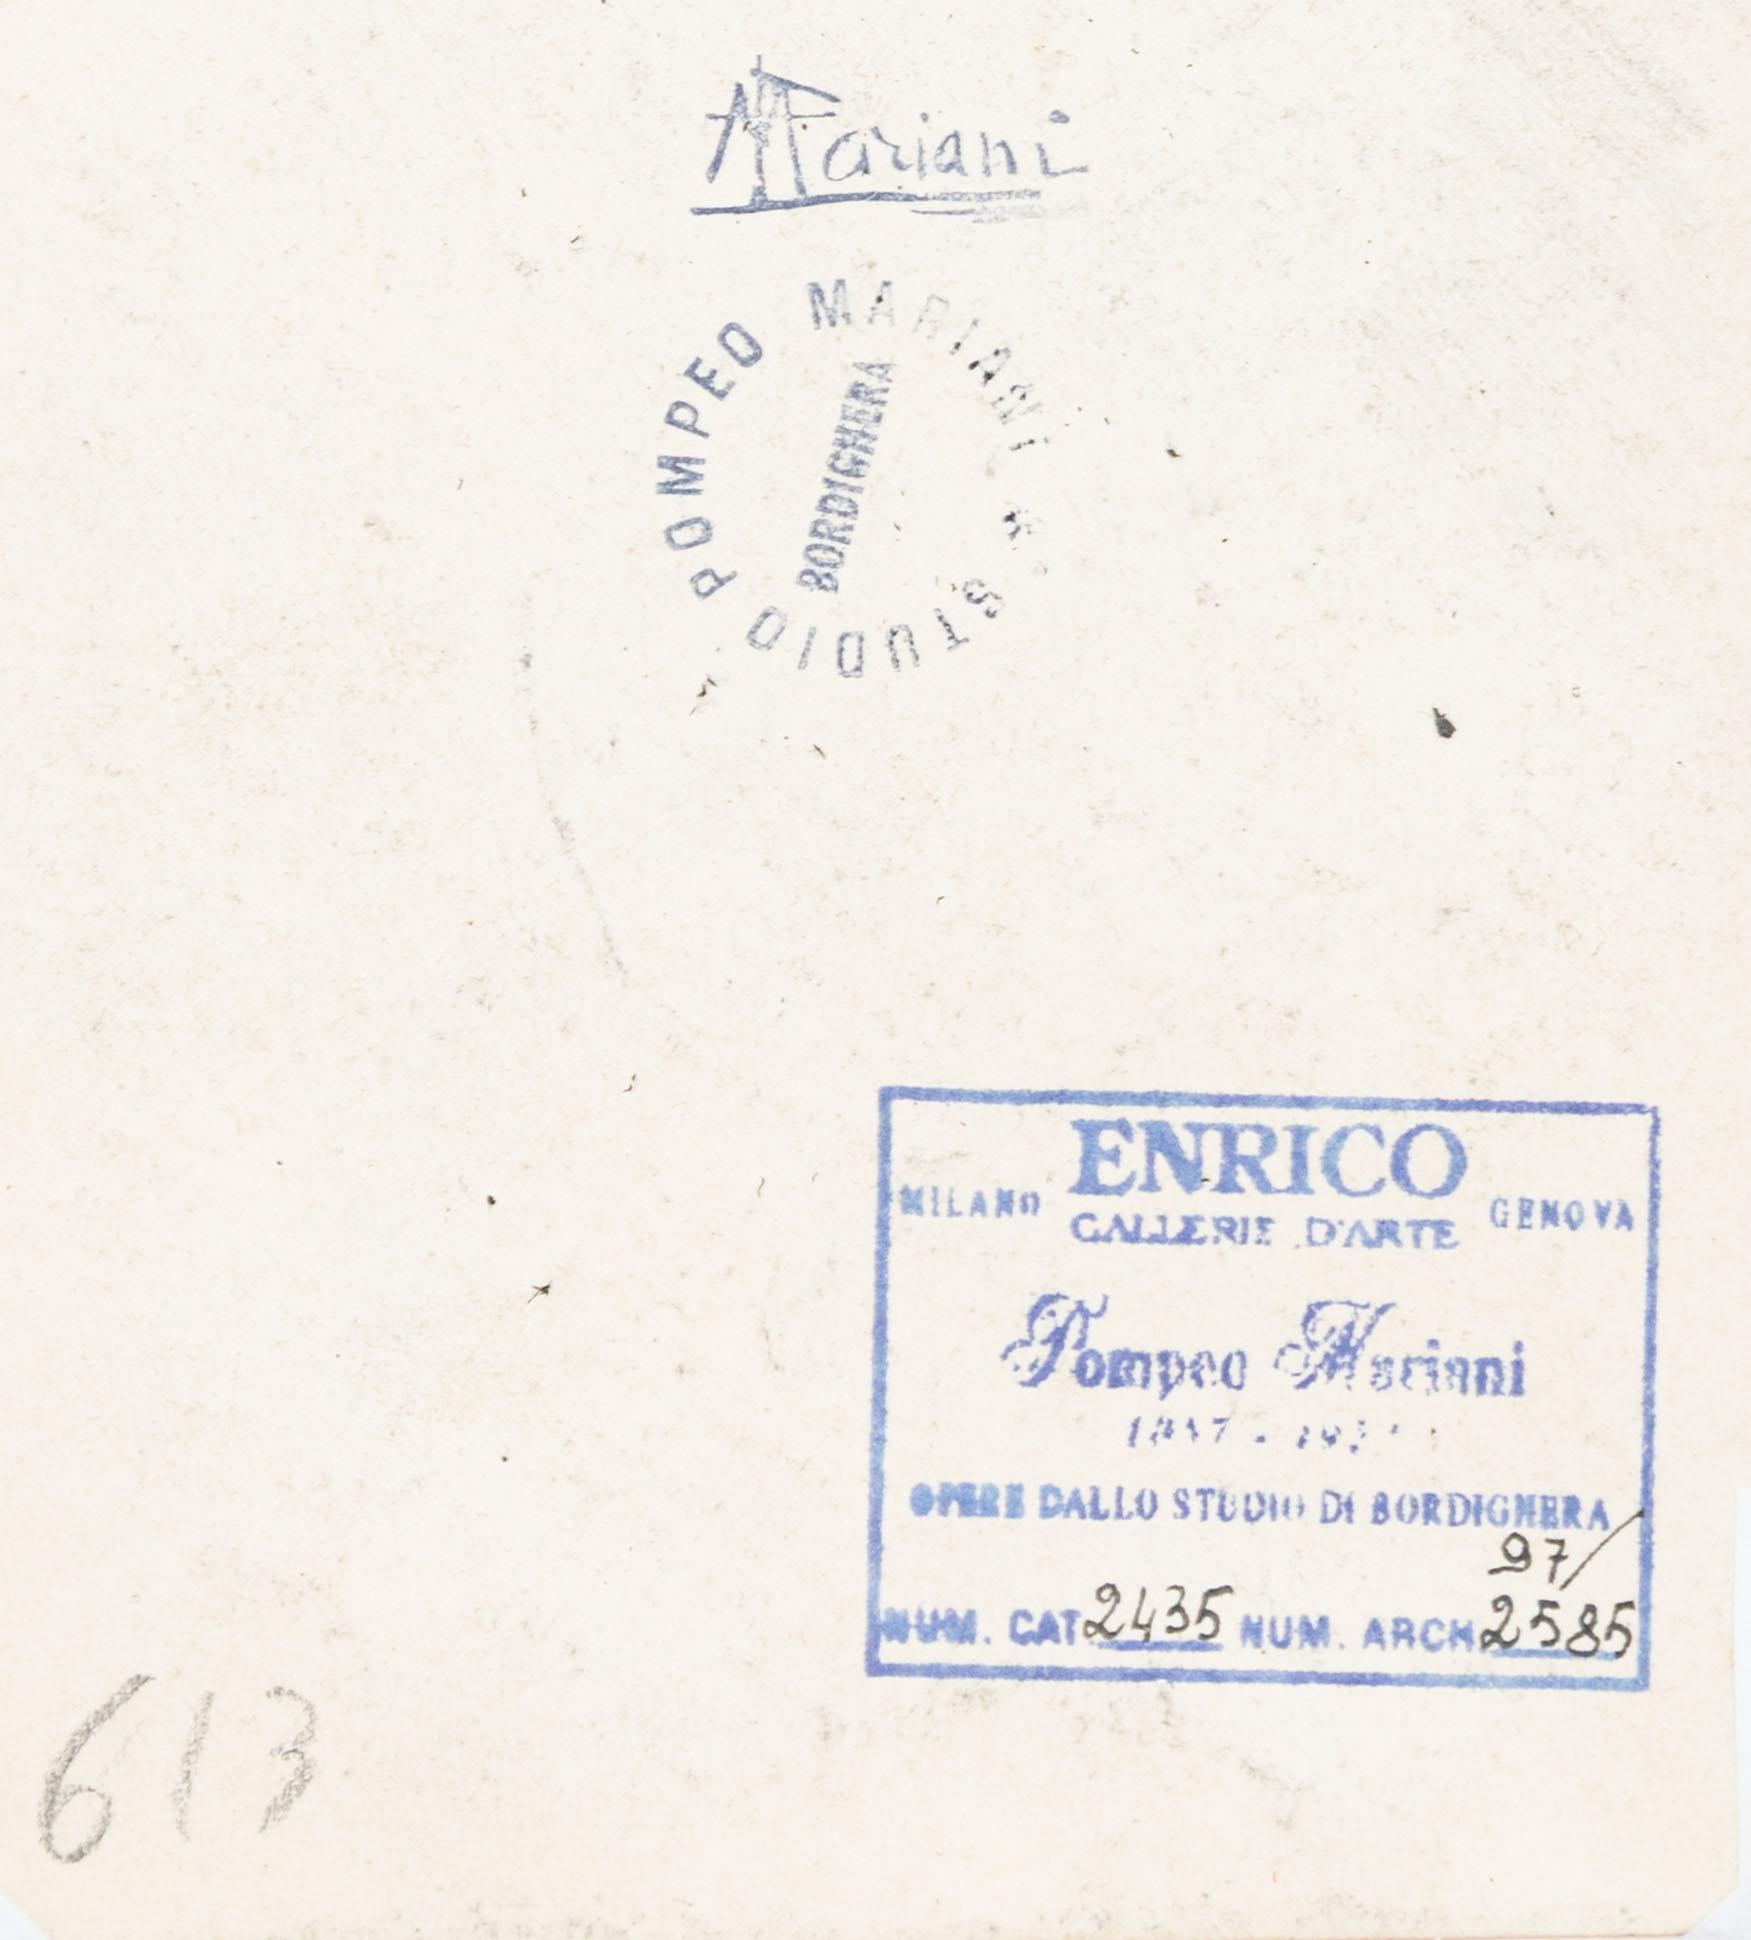 Mariani
STUDIO POMPEO MARIANI *
BORDIGHERA
ENRICO
MILANO GALLERIE D'ARTE GENOVA
Pompeo Mariani
OPERE DALLO STUDIO DI BORDIGHERA
97/
NUM. CAT 2435 NUM. ARCH. 2585
613